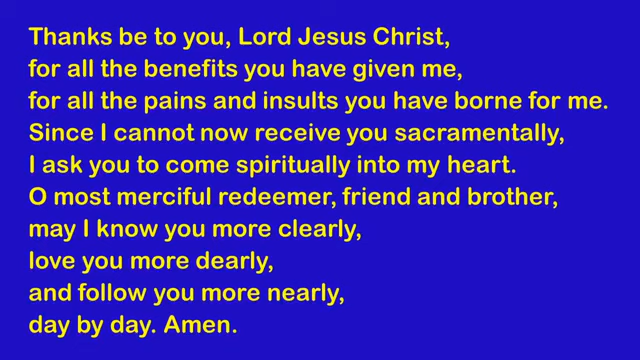 Thanks be to you, Lord Jesus Christ,
for all the benefits you have given me,
for all the pains and insults you have borne for me.
Since I cannot now receive you sacramentally,
I ask you to come spiritually into my heart.
O most merciful redeemer, friend and brother,
may I know you more clearly,
love you more dearly,
and follow you more nearly,
day by day. Amen.